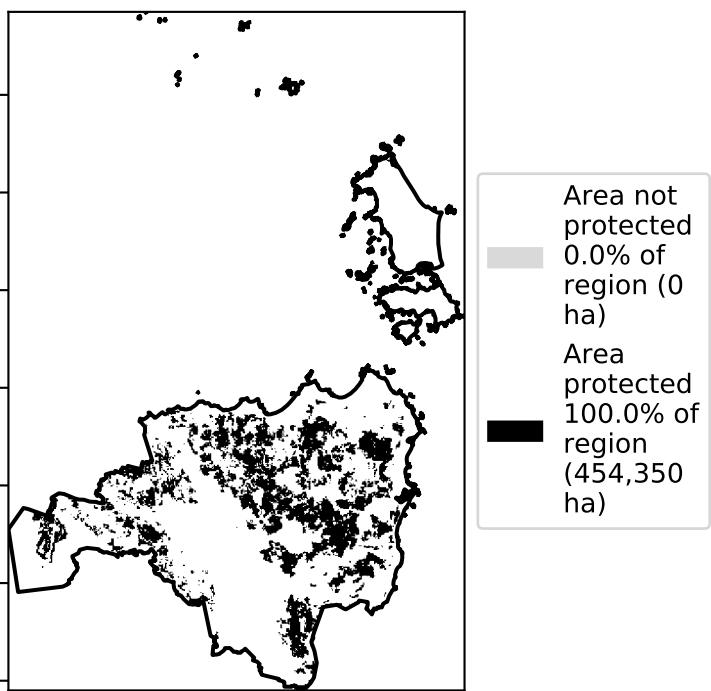 Area not
protected
0.0% of
region (0
ha)
Area
protected
100.0% of
region
(454,350
ha)